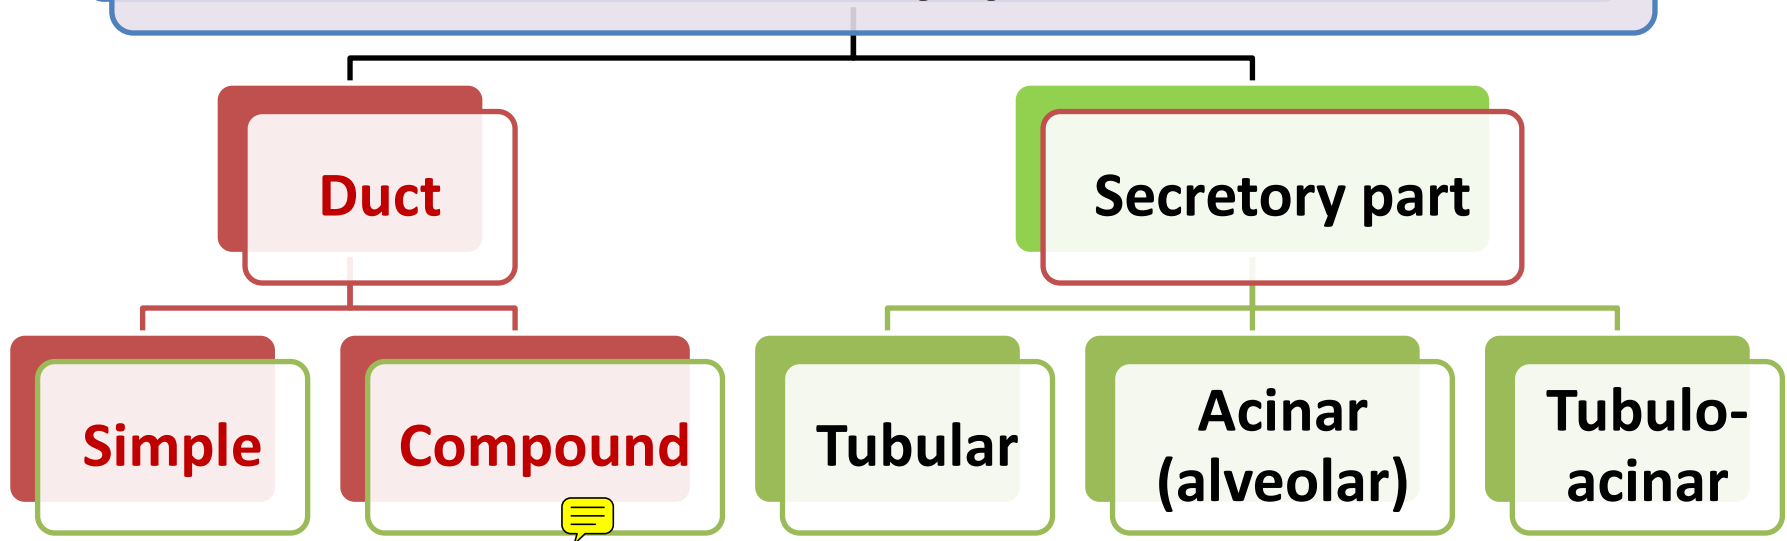 Duct
Secretory part
Simple
Compound
Tubular
Acinar
(alveolar)
Tubulo-
acinar